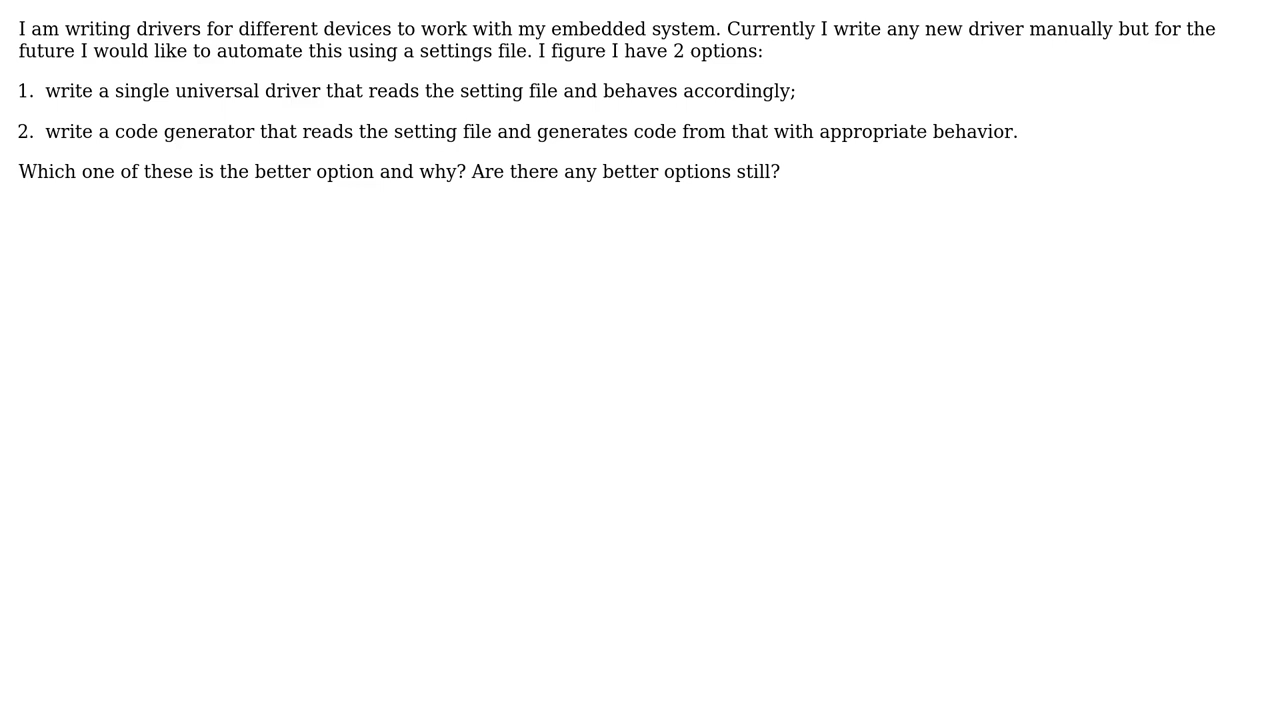 I am writing drivers for different devices to work with my embedded system. Currently I write any new driver manually but for the
future I would like to automate this using a settings file. I figure I have 2 options:
1. write a single universal driver that reads the setting file and behaves accordingly;
2. write a code generator that reads the setting file and generates code from that with appropriate behavior.
Which one of these is the better option and why? Are there any better options still?